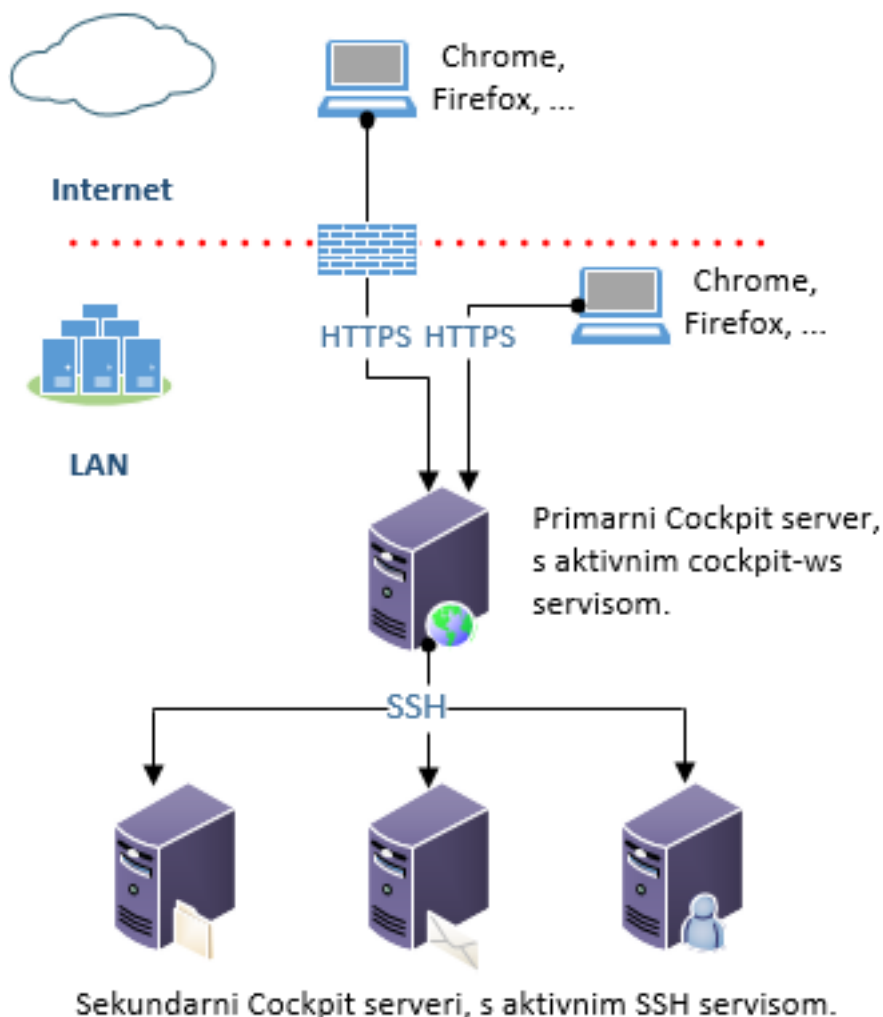 Chrome,
Firefox, ...
Internet
Chrome,
Firefox, ...
HTTPS HTTPS
LAN
Primarni Cockpit server,
s aktivnim cockpit-ws
servisom.
SSH
Sekundarni Cockpit serveri, s aktivnim SSH servisom.